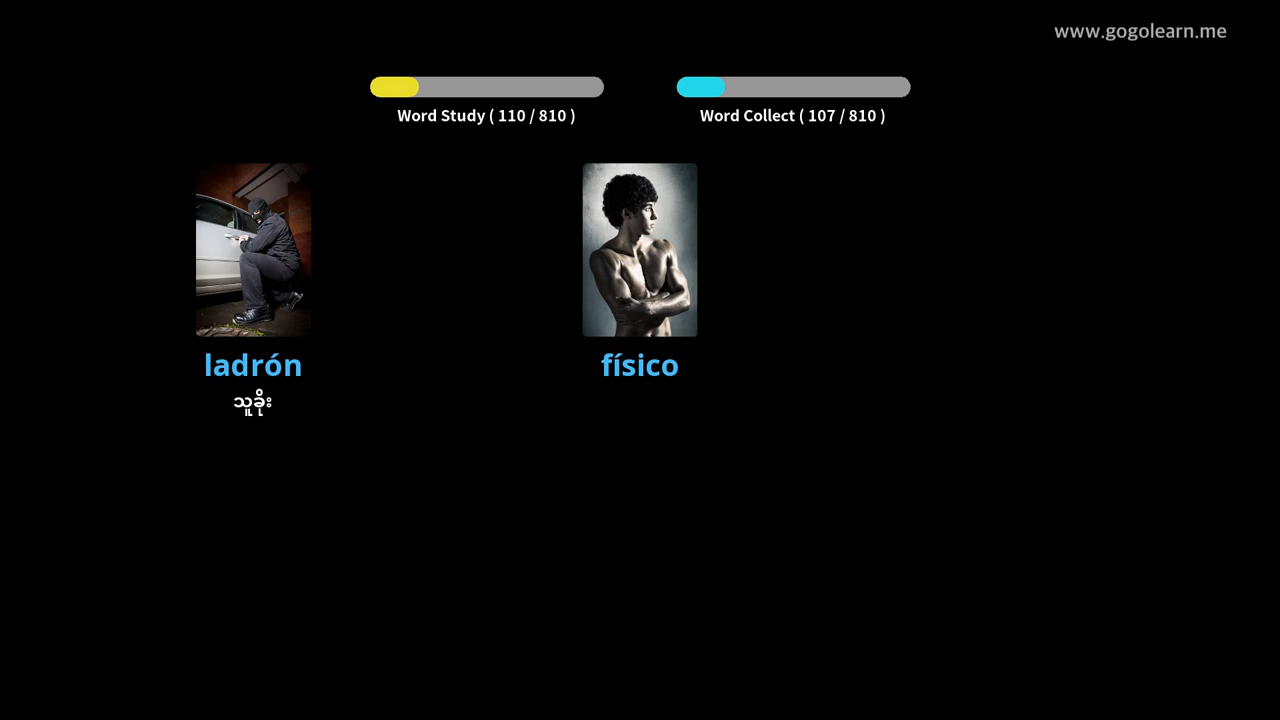 www.gogolearn.me
Word Study ( 110 / 810 )
Word Collect ( 107 / 810 )
ladrón
físico
သူခိုး